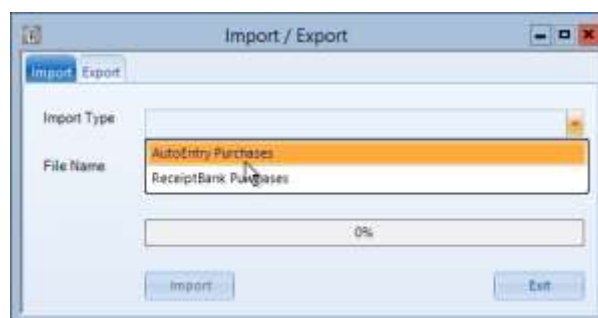 Import / Export
Import Export
Import Type
AutoEntry Purchases
File Name
ReceiptBank Purchases
0%
Import Exit